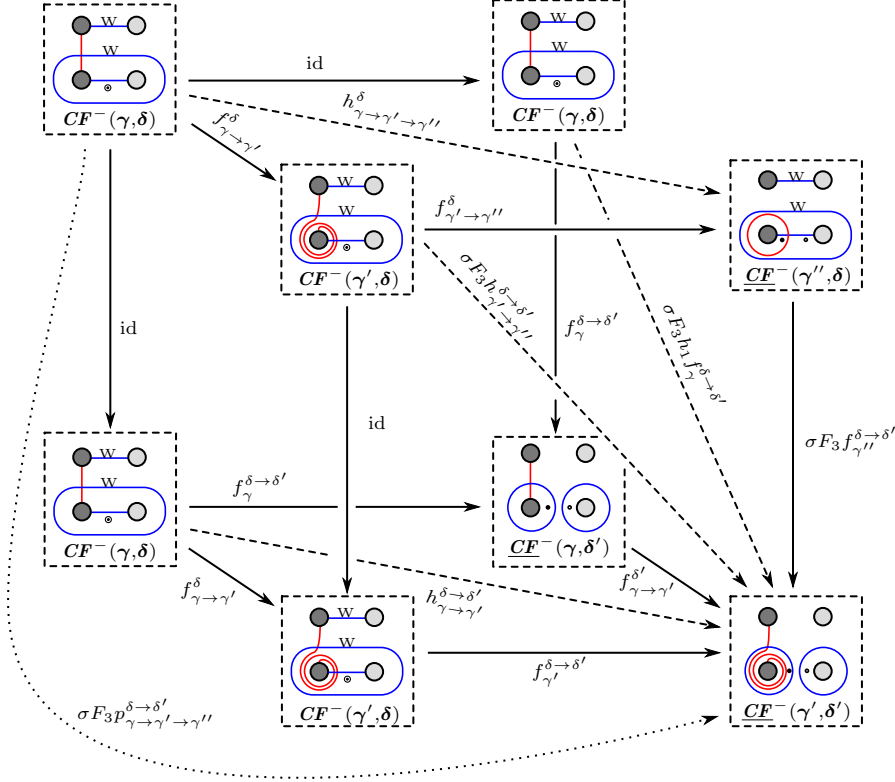 W
W
CF⁻(γ,δ)
id
W
W
CF⁻(γ,δ)
h^δ_{γ→γ′→γ″}
f^δ_{γ→γ′}
W
W
CF⁻(γ′,δ)
f^δ_{γ′→γ″}
W
W
CF⁻(γ″,δ)
σF₃h^{δ→δ′}_{γ′→γ″}
f^{δ→δ′}_γ
σF₃h₁f^{δ→δ′}_γ
id
id
σF₃f^{δ→δ′}_{γ″}
W
W
CF⁻(γ,δ)
f^{δ→δ′}_γ
CF⁻(γ,δ′)
f^δ_{γ→γ′}
h^{δ→δ′}_{γ→γ′}
f^{δ′}_{γ→γ′}
W
W
CF⁻(γ′,δ)
f^{δ→δ′}_{γ′}
CF⁻(γ′,δ′)
σF₃p^{δ→δ′}_{γ→γ′→γ″}